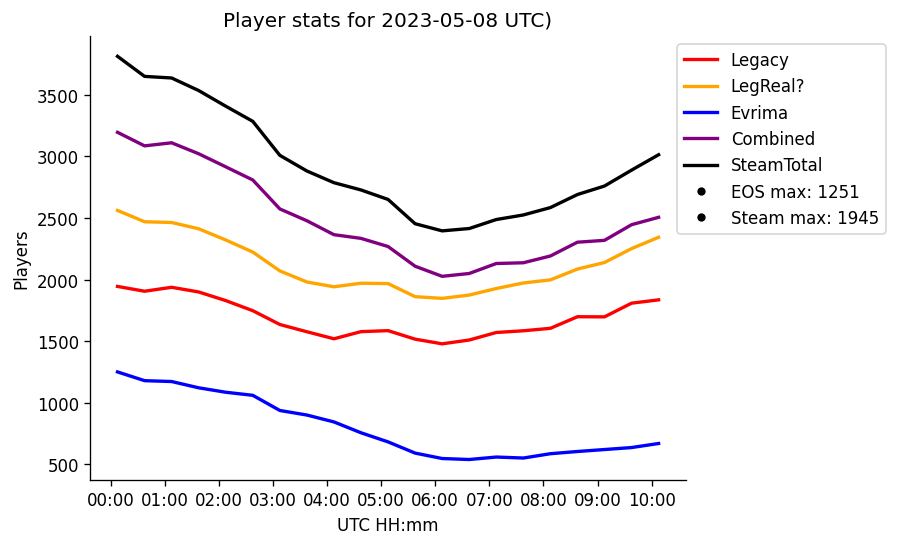 Player stats for 2023-05-08 UTC)
Legacy
LegReal?
Evrima
Combined
SteamTotal
EOS max: 1251
Steam max: 1945
Players
3500
3000
2500
2000
1500
1000
500
00:00 01:00 02:00 03:00 04:00 05:00 06:00 07:00 08:00 09:00 10:00
UTC HH:mm